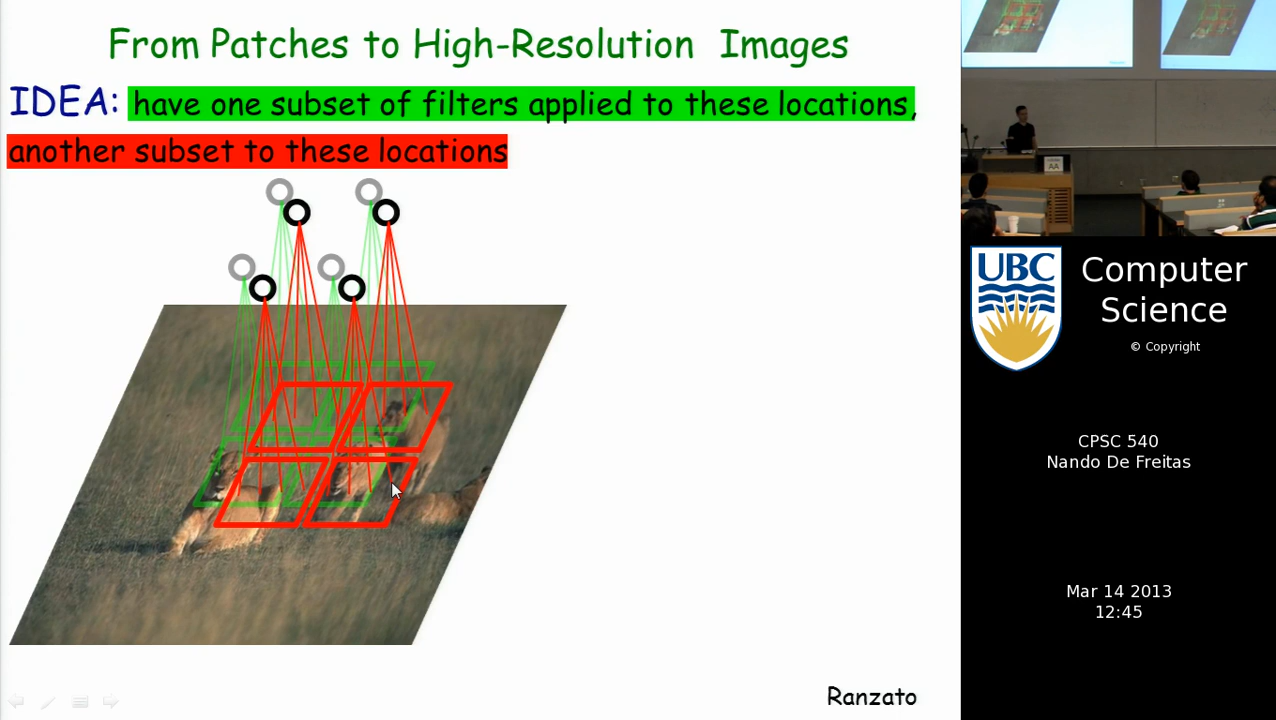 From Patches to High-Resolution Images
IDEA: have one subset of filters applied to these locations,
another subset to these locations
Ranzato
UBC
Computer
Science
© Copyright
CPSC 540
Nando De Freitas
Mar 14 2013
12:45
AA